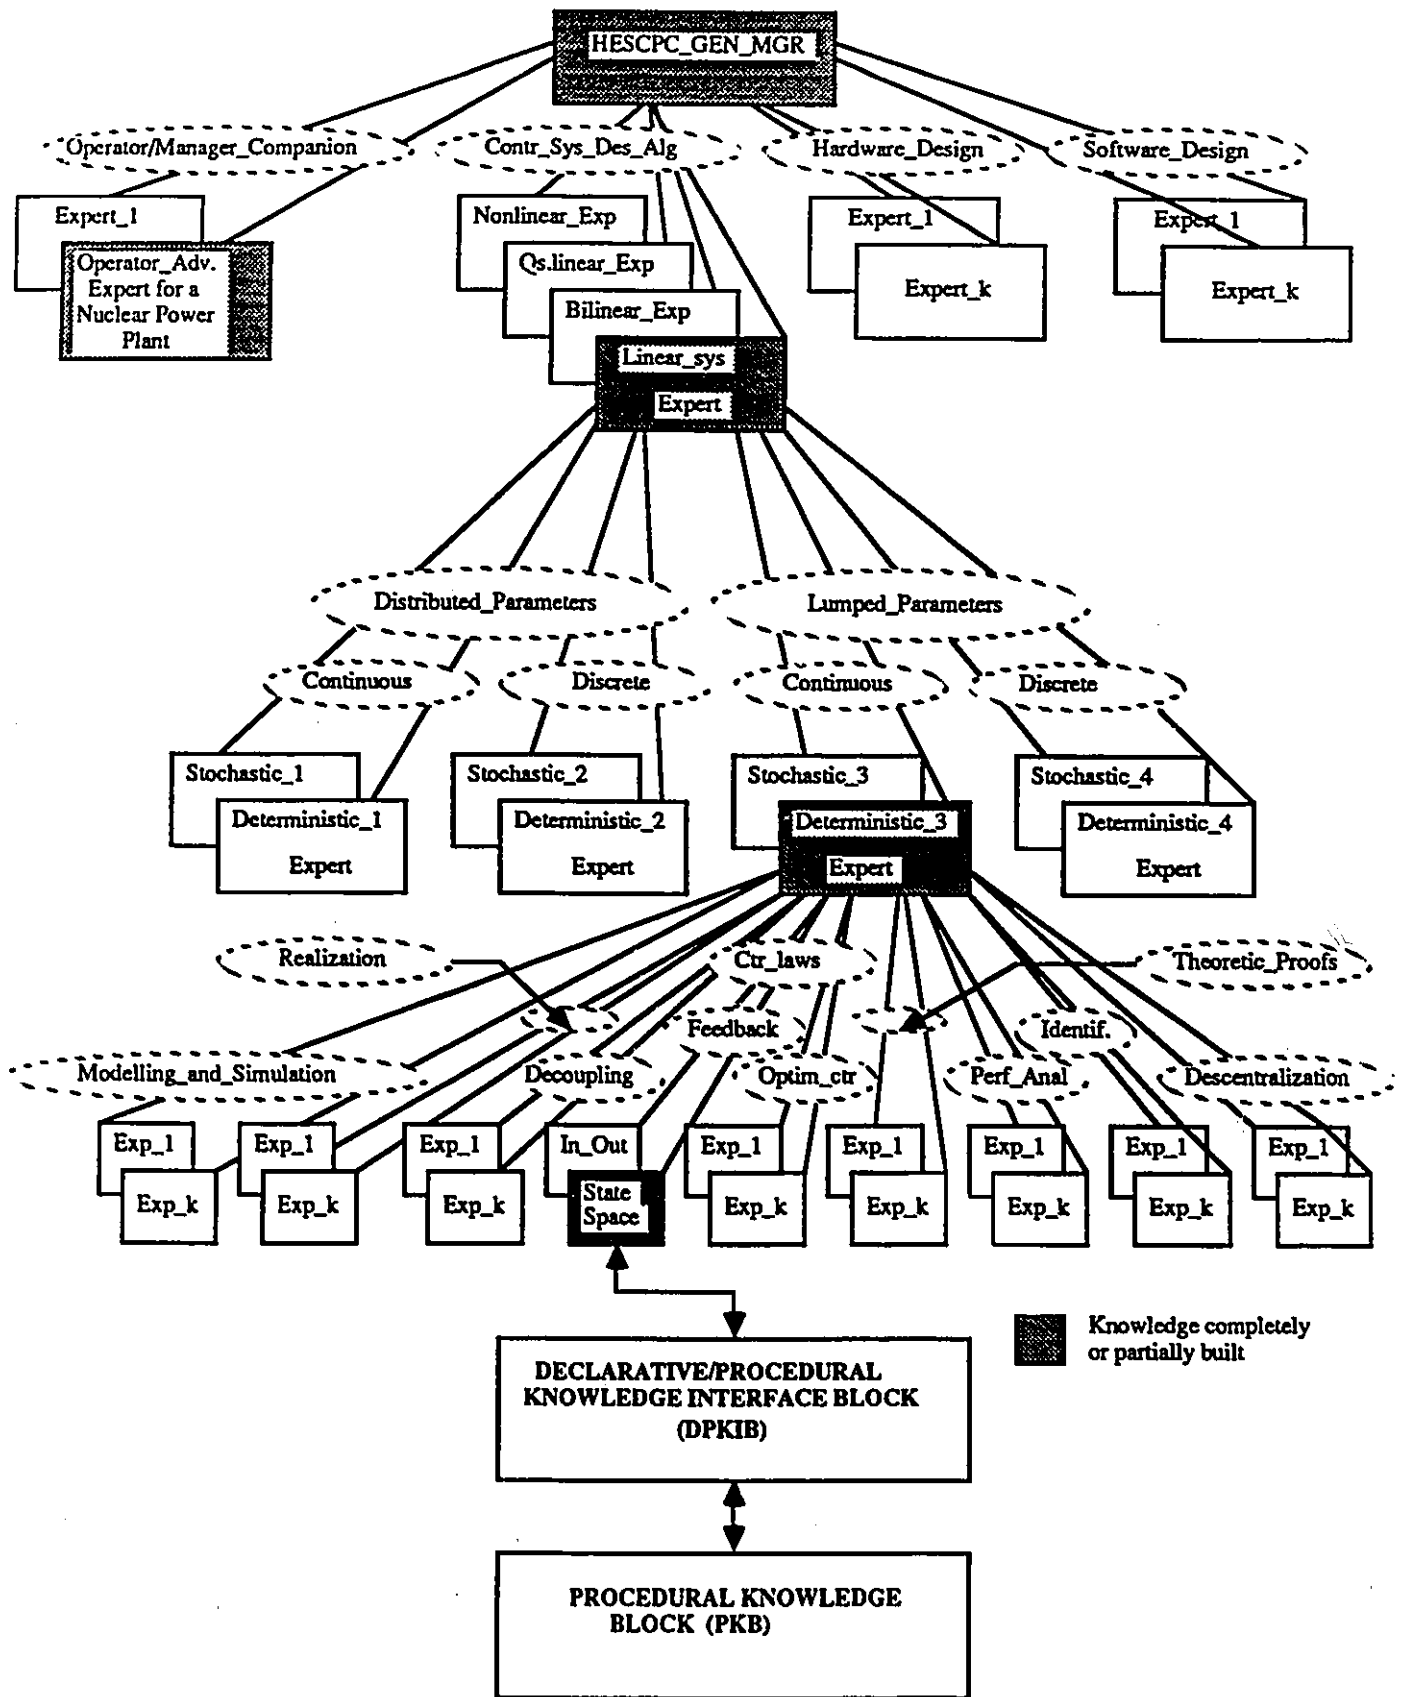 HESCPC_GEN_MGR
Operator/Manager_Companion
Contr_Sys_Des_Alg
Hardware_Design
Software_Design
Expert_1
Operator_Adv.
Expert for a
Nuclear Power
Plant
Nonlinear_Exp
Qs.linear_Exp
Bilinear_Exp
Linear_sys
Expert
Expert_1
Expert_k
Expert_1
Expert_k
Distributed_Parameters
Lumped_Parameters
Continuous
Discrete
Continuous
Discrete
Stochastic_1
Deterministic_1
Expert
Stochastic_2
Deterministic_2
Expert
Stochastic_3
Deterministic_3
Expert
Stochastic_4
Deterministic_4
Expert
Realization
Ctr_laws
Theoretic_Proofs
Feedback
Identif.
Modelling_and_Simulation
Decoupling
Optim_ctr
Perf_Anal
Descentralization
Exp_1
Exp_k
Exp_1
Exp_k
Exp_1
Exp_k
In_Out
State
Space
Exp_1
Exp_k
Exp_1
Exp_k
Exp_1
Exp_k
Exp_1
Exp_k
Exp_1
Exp_k
Knowledge completely
or partially built
DECLARATIVE/PROCEDURAL
KNOWLEDGE INTERFACE BLOCK
(DPKIB)
PROCEDURAL KNOWLEDGE
BLOCK (PKB)